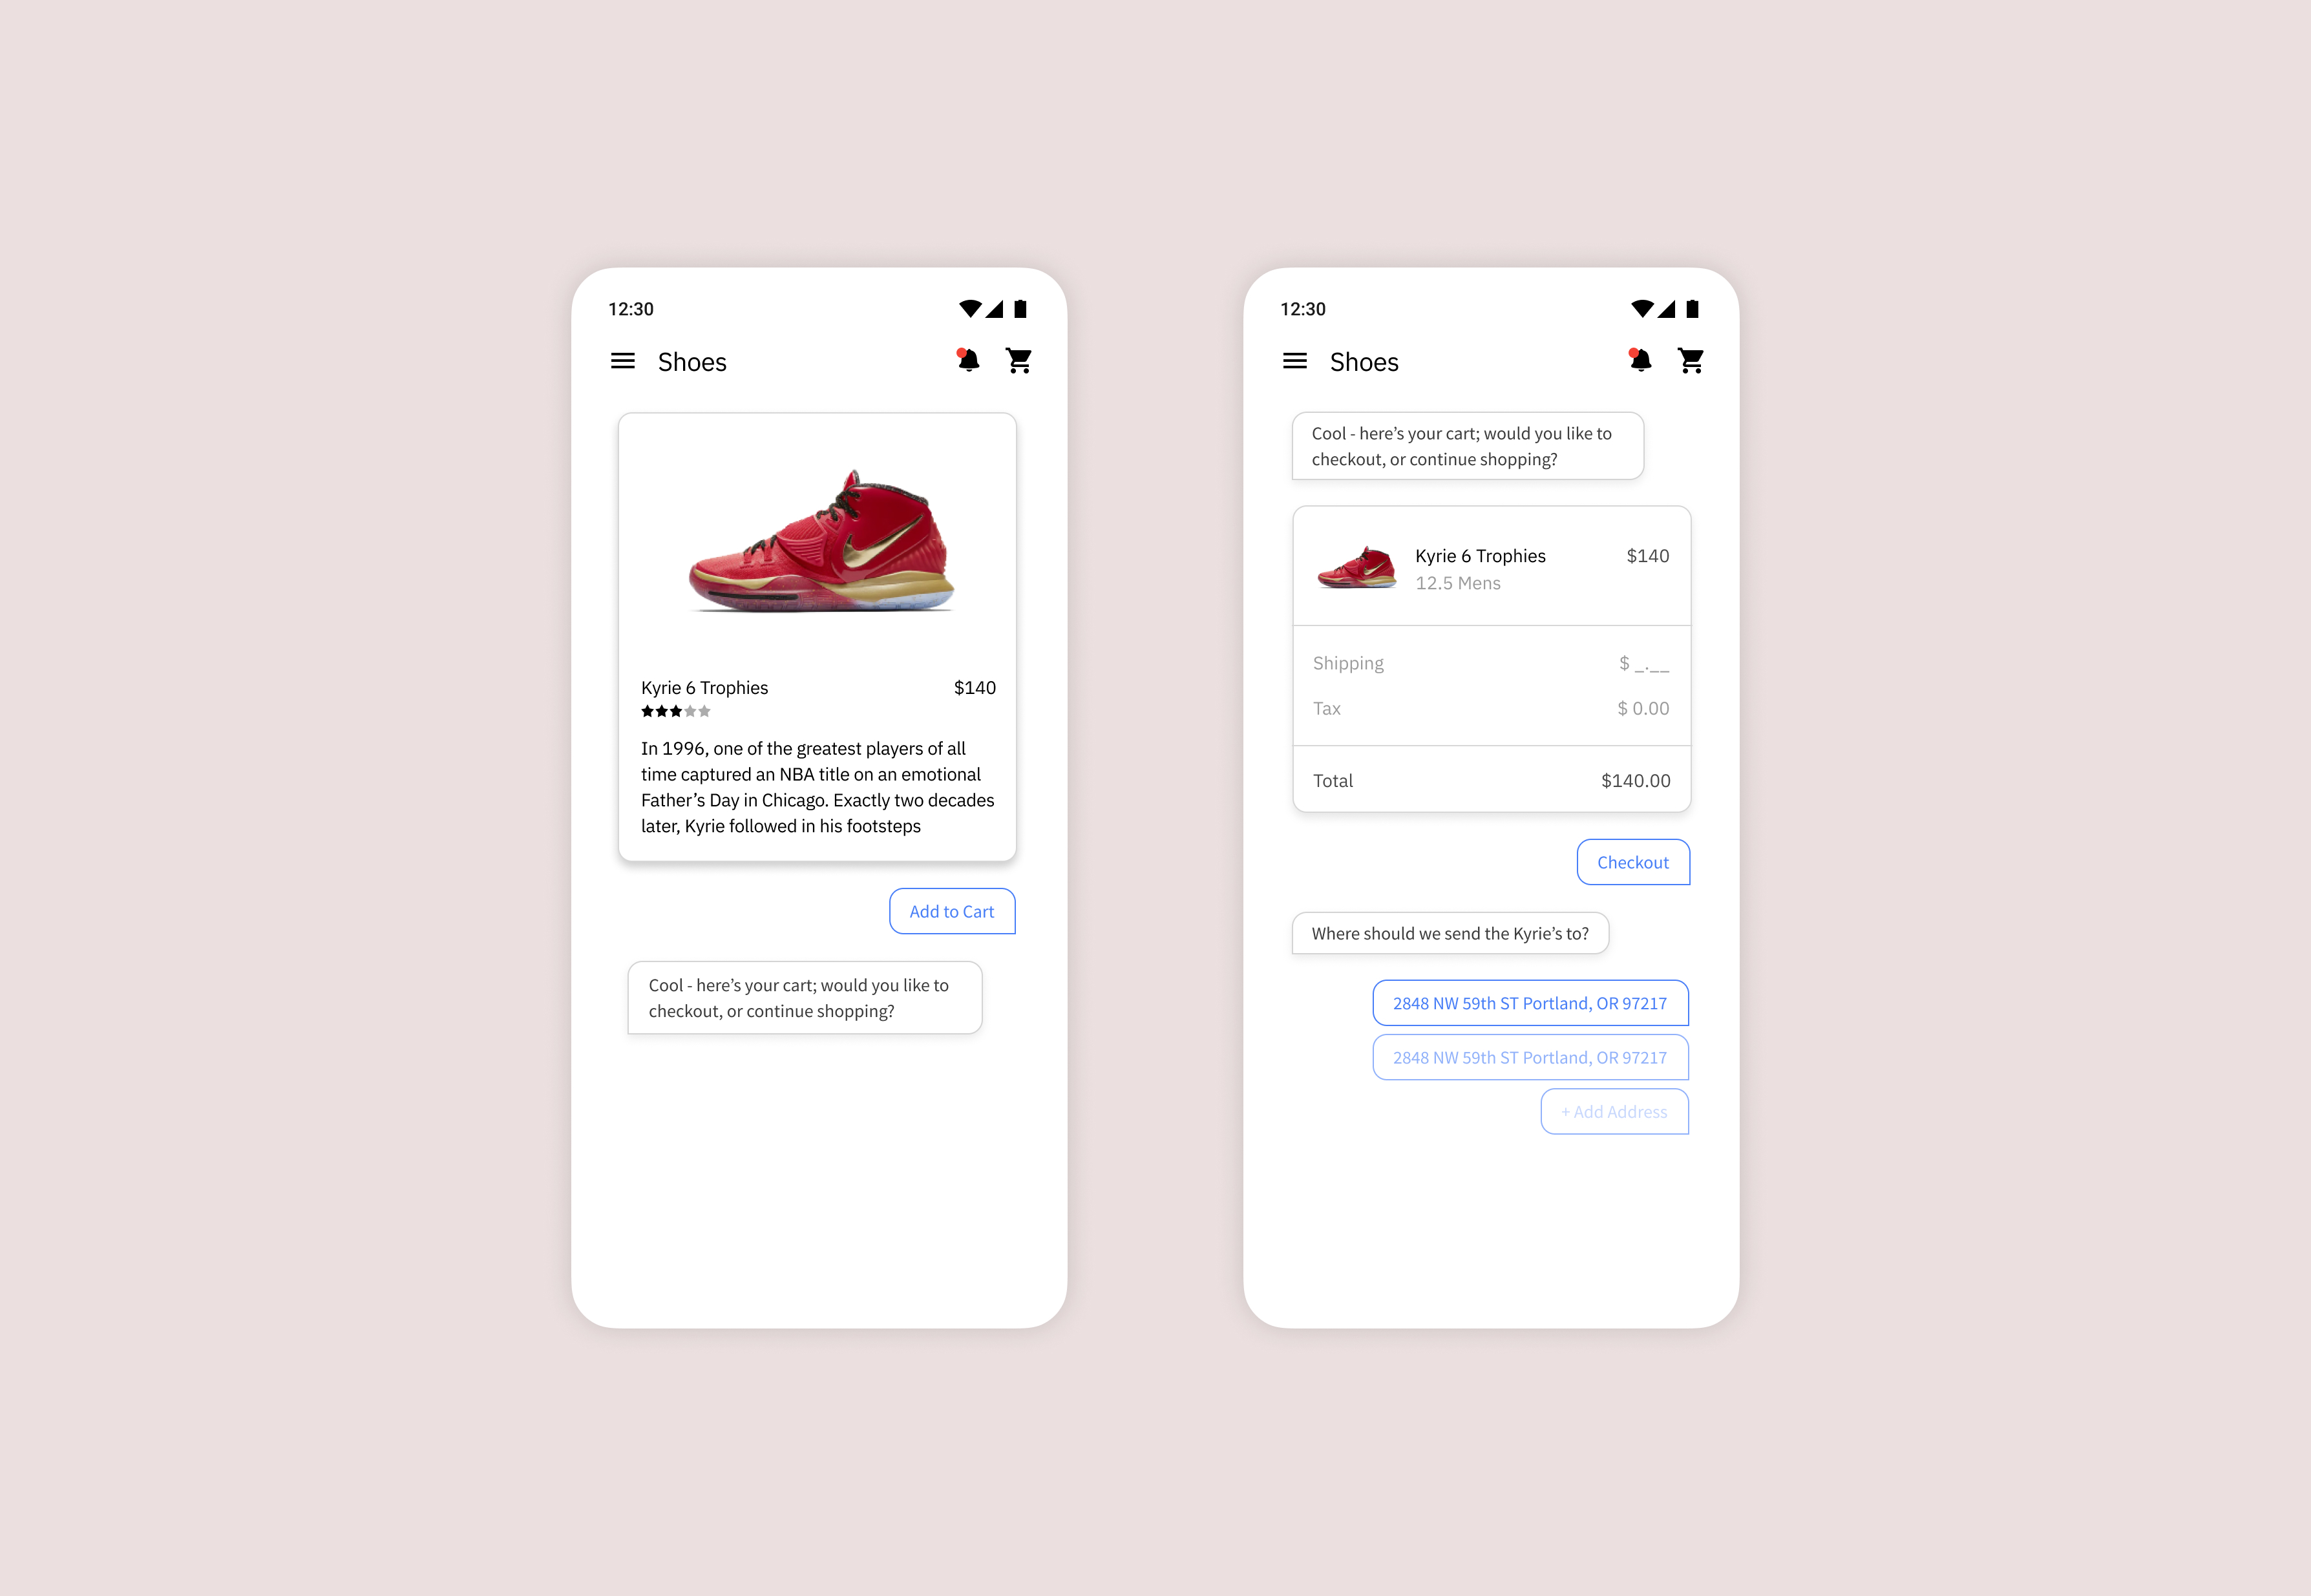 12:30
Shoes
Kyrie 6 Trophies $140
In 1996, one of the greatest players of all
time captured an NBA title on an emotional
Father’s Day in Chicago. Exactly two decades
later, Kyrie followed in his footsteps
Add to Cart
Cool - here’s your cart; would you like to
checkout, or continue shopping?
12:30
Shoes
Cool - here’s your cart; would you like to
checkout, or continue shopping?
Kyrie 6 Trophies $140
12.5 Mens
Shipping $ _.__
Tax $ 0.00
Total $140.00
Checkout
Where should we send the Kyrie’s to?
2848 NW 59th ST Portland, OR 97217
2848 NW 59th ST Portland, OR 97217
+ Add Address